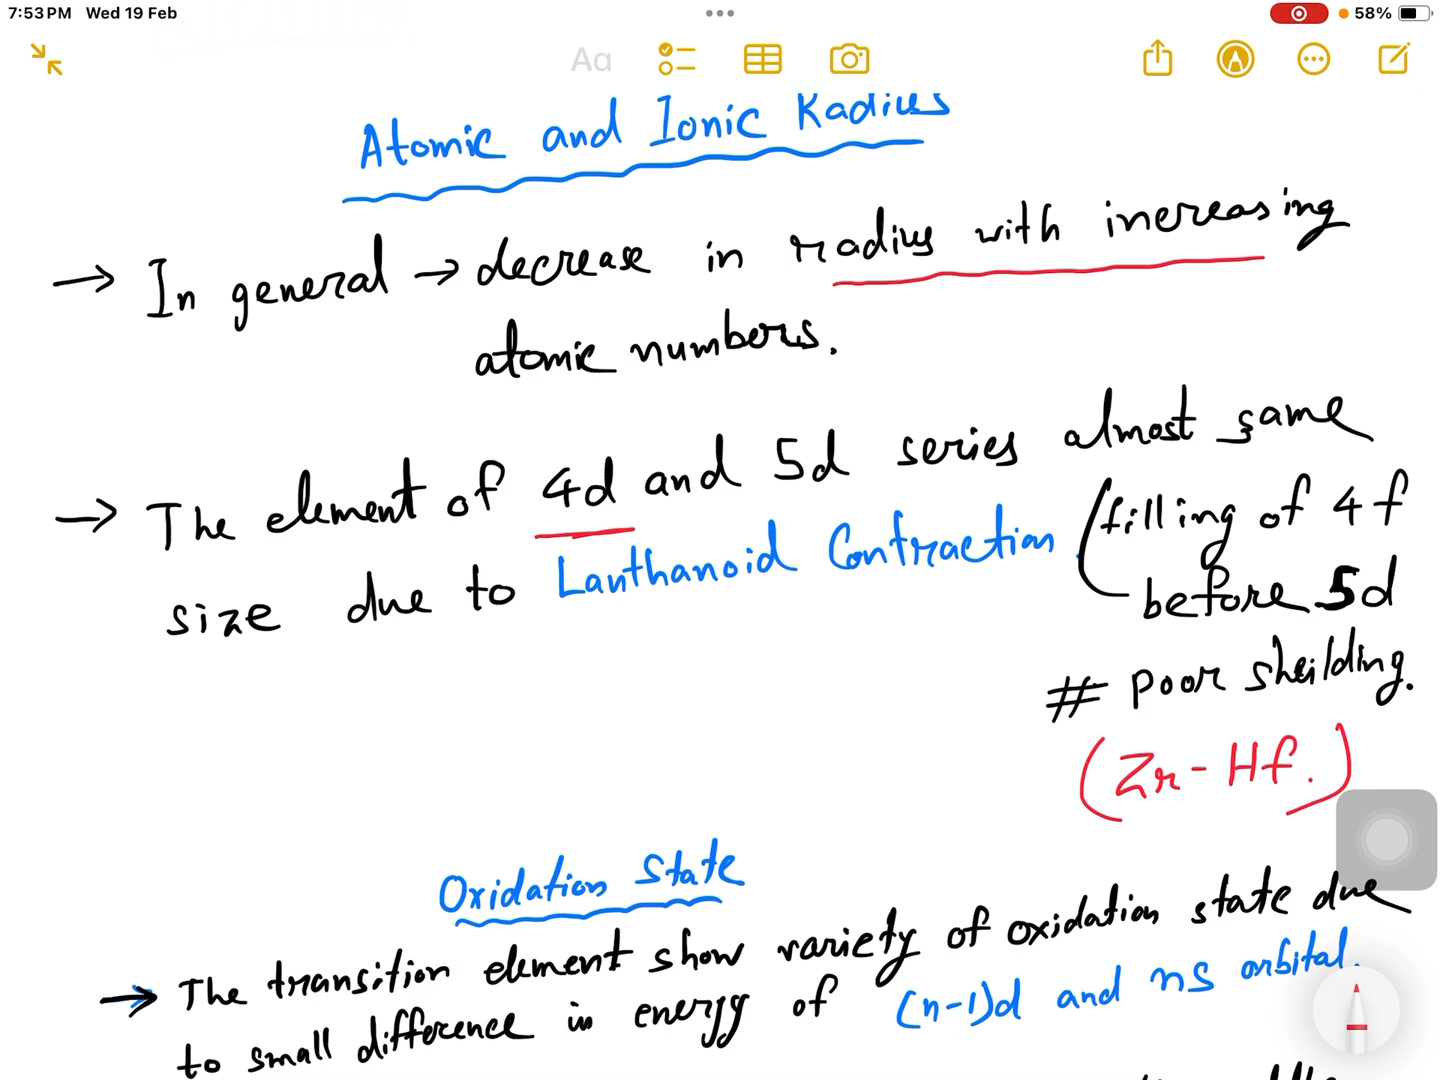 7:53 PM Wed 19 Feb
58%
Aa
Atomic and Ionic Radius
→ In general → decrease in radius with increasing
atomic numbers.
→ The element of 4d and 5d series almost same
size due to Lanthanoid Contraction. (filling of 4f
before 5d
# Poor sheilding.
(Zr - Hf.)
Oxidation State
→ The transition element show variety of oxidation state due
to small difference in energy of (n-1)d and ns orbital.